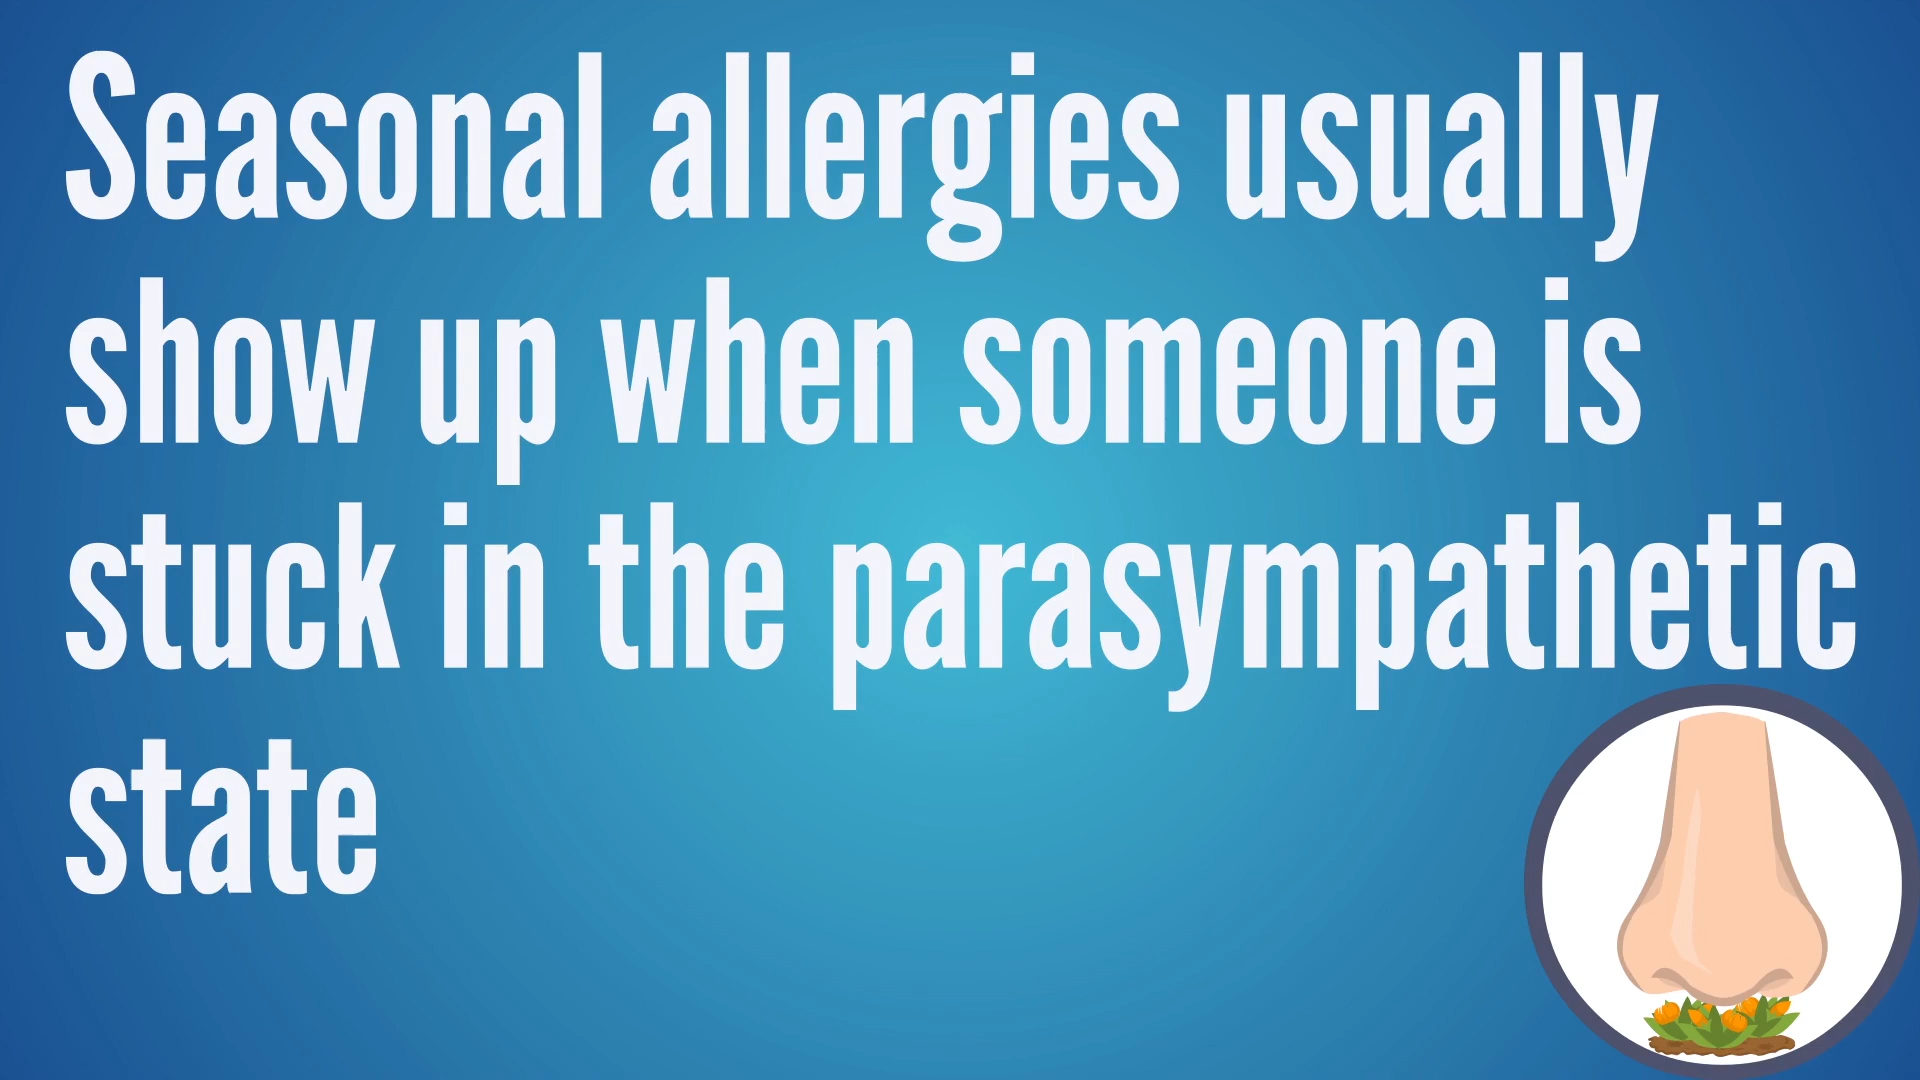 Seasonal allergies usually
show up when someone is
stuck in the parasympathetic
state